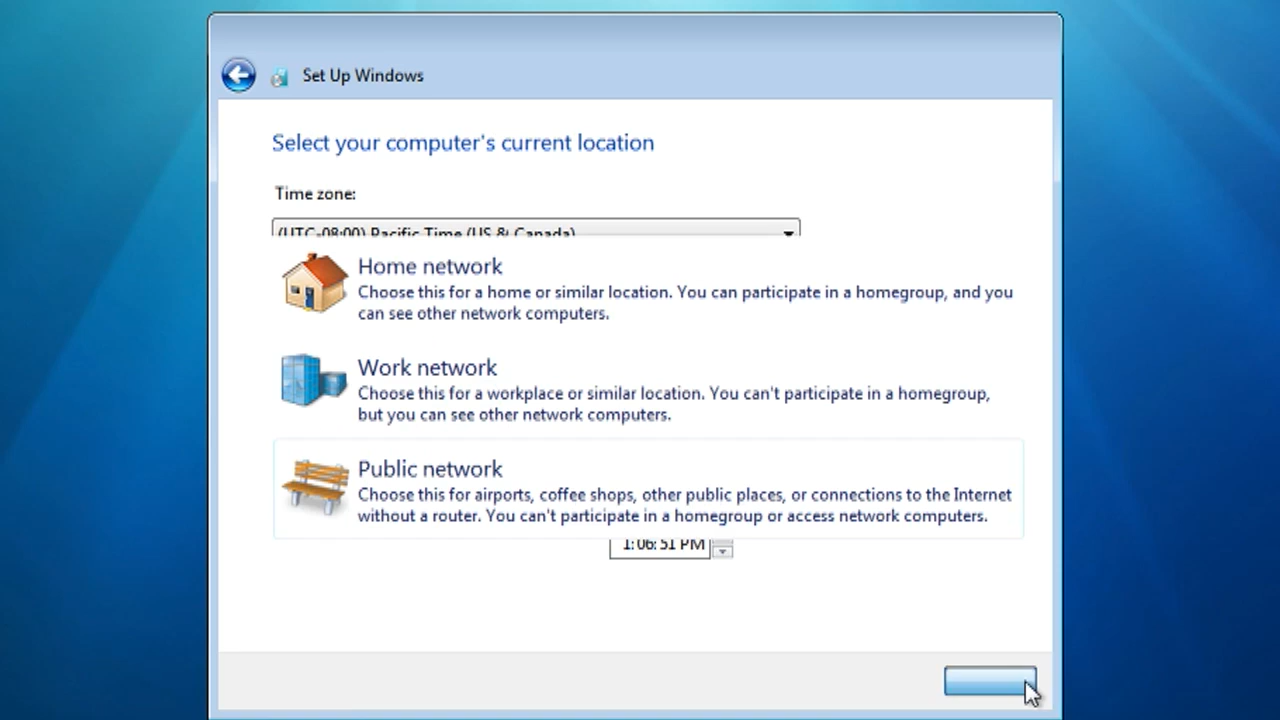 Set Up Windows
Select your computer's current location
Time zone:
(UTC-08:00) Pacific Time (US & Canada)
Home network
Choose this for a home or similar location. You can participate in a homegroup, and you
can see other network computers.
Work network
Choose this for a workplace or similar location. You can't participate in a homegroup,
but you can see other network computers.
Public network
Choose this for airports, coffee shops, other public places, or connections to the Internet
without a router. You can't participate in a homegroup or access network computers.
1:06:51 PM